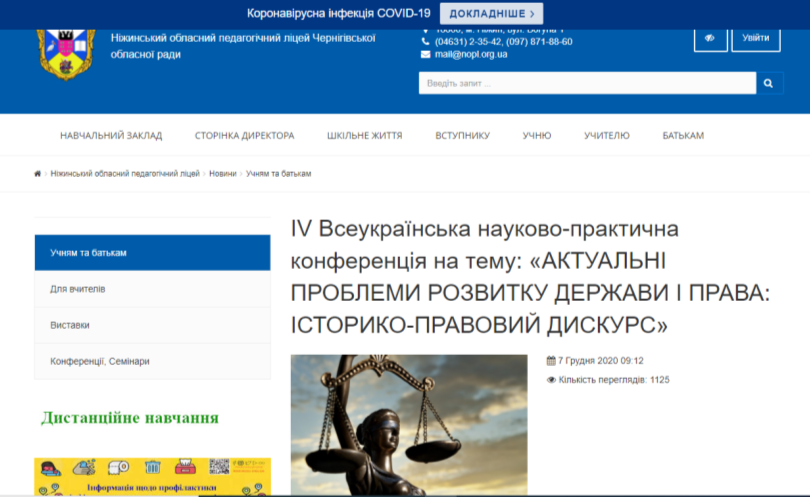 Коронавірусна інфекція COVID-19 ДОКЛАДНІШЕ
Ніжинський обласний педагогічний ліцей Чернігівської
обласної ради
(04631) 2-35-42, (097) 871-88-60
mail@nopl.org.ua
Увійти
Введіть запит ...
НАВЧАЛЬНИЙ ЗАКЛАД СТОРІНКА ДИРЕКТОРА ШКІЛЬНЕ ЖИТТЯ ВСТУПНИКУ УЧНЮ УЧИТЕЛЮ БАТЬКАМ
Ніжинський обласний педагогічний ліцей Новини Учням та батькам
Учням та батькам
Для вчителів
Виставки
Конференції, Семінари
Дистанційне навчання
Інформація щодо профілактики
IV Всеукраїнська науково-практична
конференція на тему: «АКТУАЛЬНІ
ПРОБЛЕМИ РОЗВИТКУ ДЕРЖАВИ І ПРАВА:
ІСТОРИКО-ПРАВОВИЙ ДИСКУРС»
7 Грудня 2020 09:12
Кількість переглядів: 1125